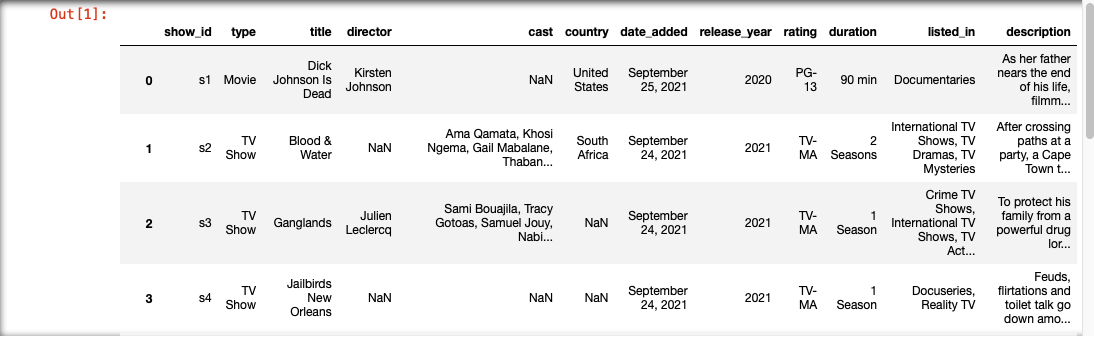 Out[1]:
show_id type title director cast country date_added release_year rating duration listed_in description
0 s1 Movie Dick Johnson Is Dead Kirsten Johnson NaN United States September 25, 2021 2020 PG-13 90 min Documentaries As her father nears the end of his life, filmm...
1 s2 TV Show Blood & Water NaN Ama Qamata, Khosi Ngema, Gail Mabalane, Thaban... South Africa September 24, 2021 2021 TV-MA 2 Seasons International TV Shows, TV Dramas, TV Mysteries After crossing paths at a party, a Cape Town t...
2 s3 TV Show Ganglands Julien Leclercq Sami Bouajila, Tracy Gotoas, Samuel Jouy, Nabi... NaN September 24, 2021 2021 TV-MA 1 Season Crime TV Shows, International TV Shows, TV Act... To protect his family from a powerful drug lor...
3 s4 TV Show Jailbirds New Orleans NaN NaN NaN September 24, 2021 2021 TV-MA 1 Season Docuseries, Reality TV Feuds, flirtations and toilet talk go down amo...